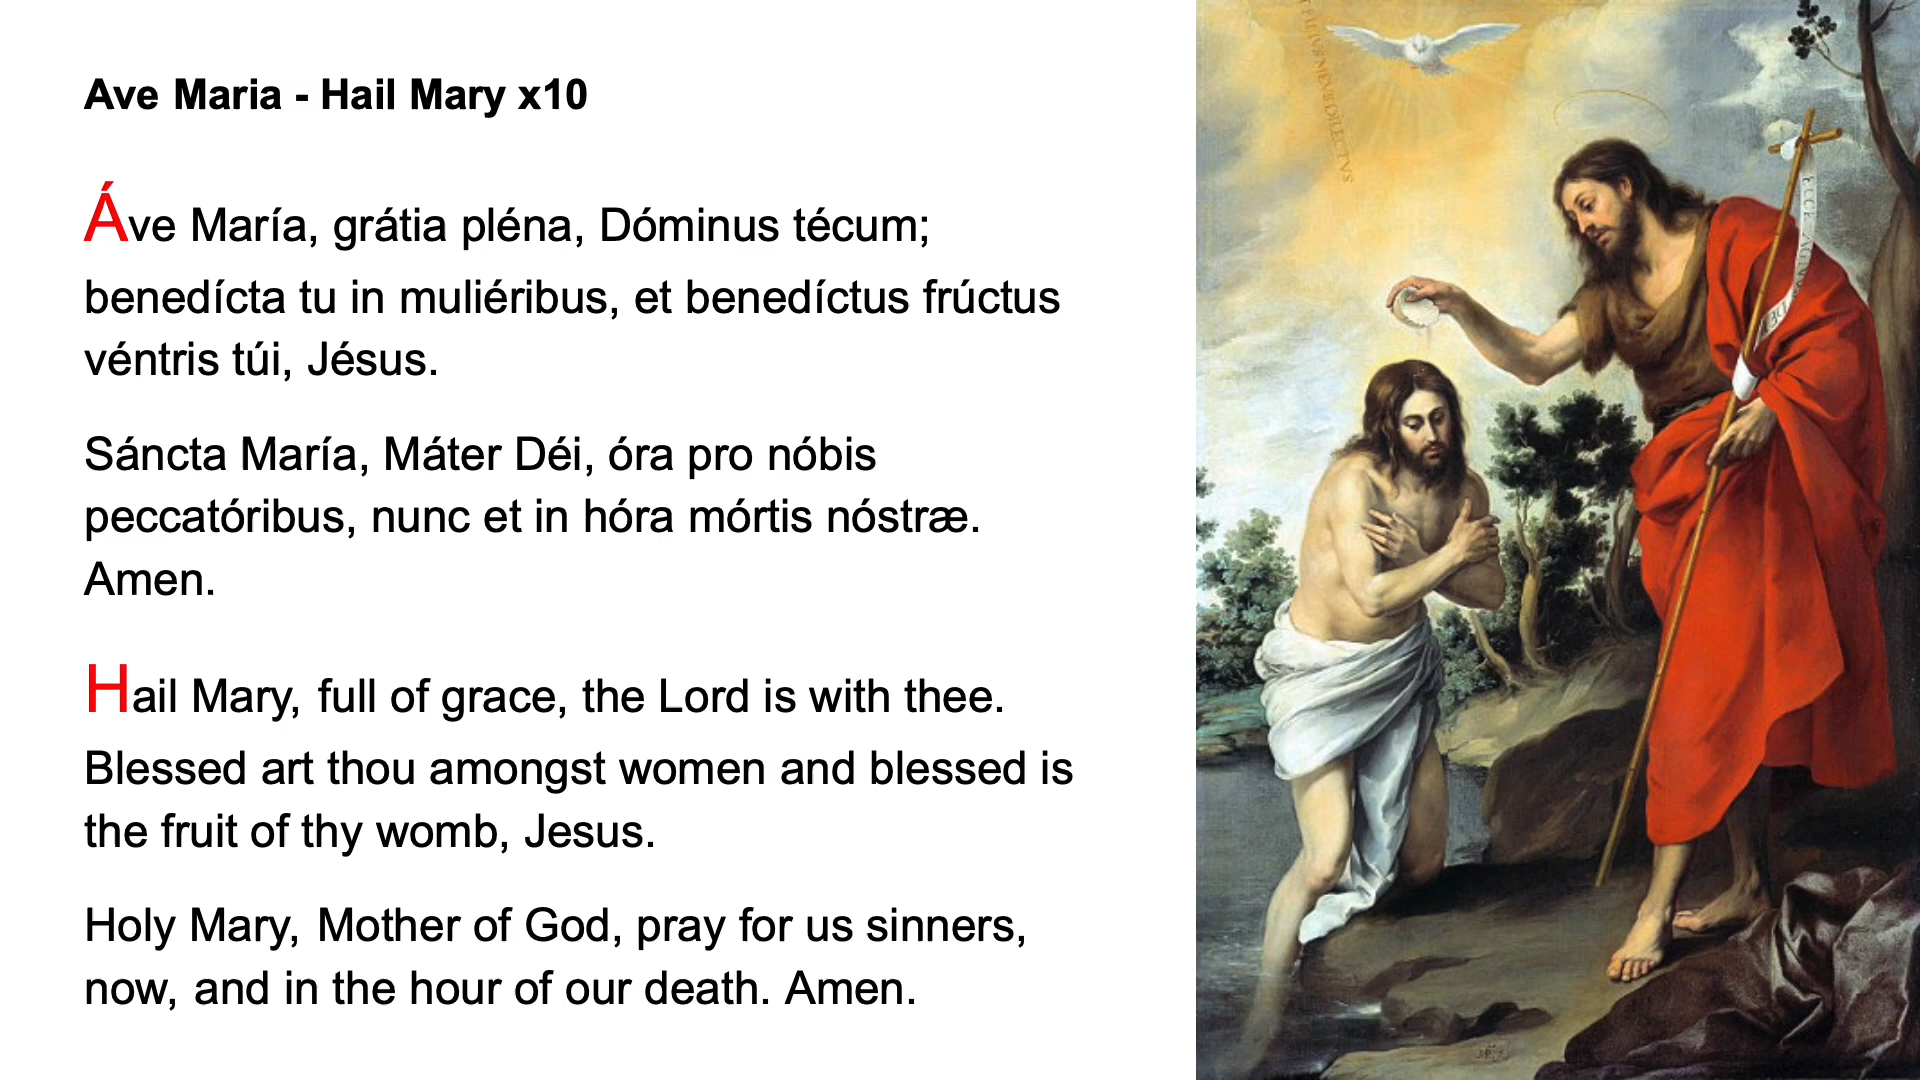 Ave Maria - Hail Mary x10
Áve María, grátia pléna, Dóminus técum;
benedícta tu in muliéribus, et benedíctus frúctus
véntris túi, Jésus.
Sáncta María, Máter Déi, óra pro nóbis
peccatóribus, nunc et in hóra mórtis nóstræ.
Amen.
Hail Mary, full of grace, the Lord is with thee.
Blessed art thou amongst women and blessed is
the fruit of thy womb, Jesus.
Holy Mary, Mother of God, pray for us sinners,
now, and in the hour of our death. Amen.
DILECTVS
ECCE